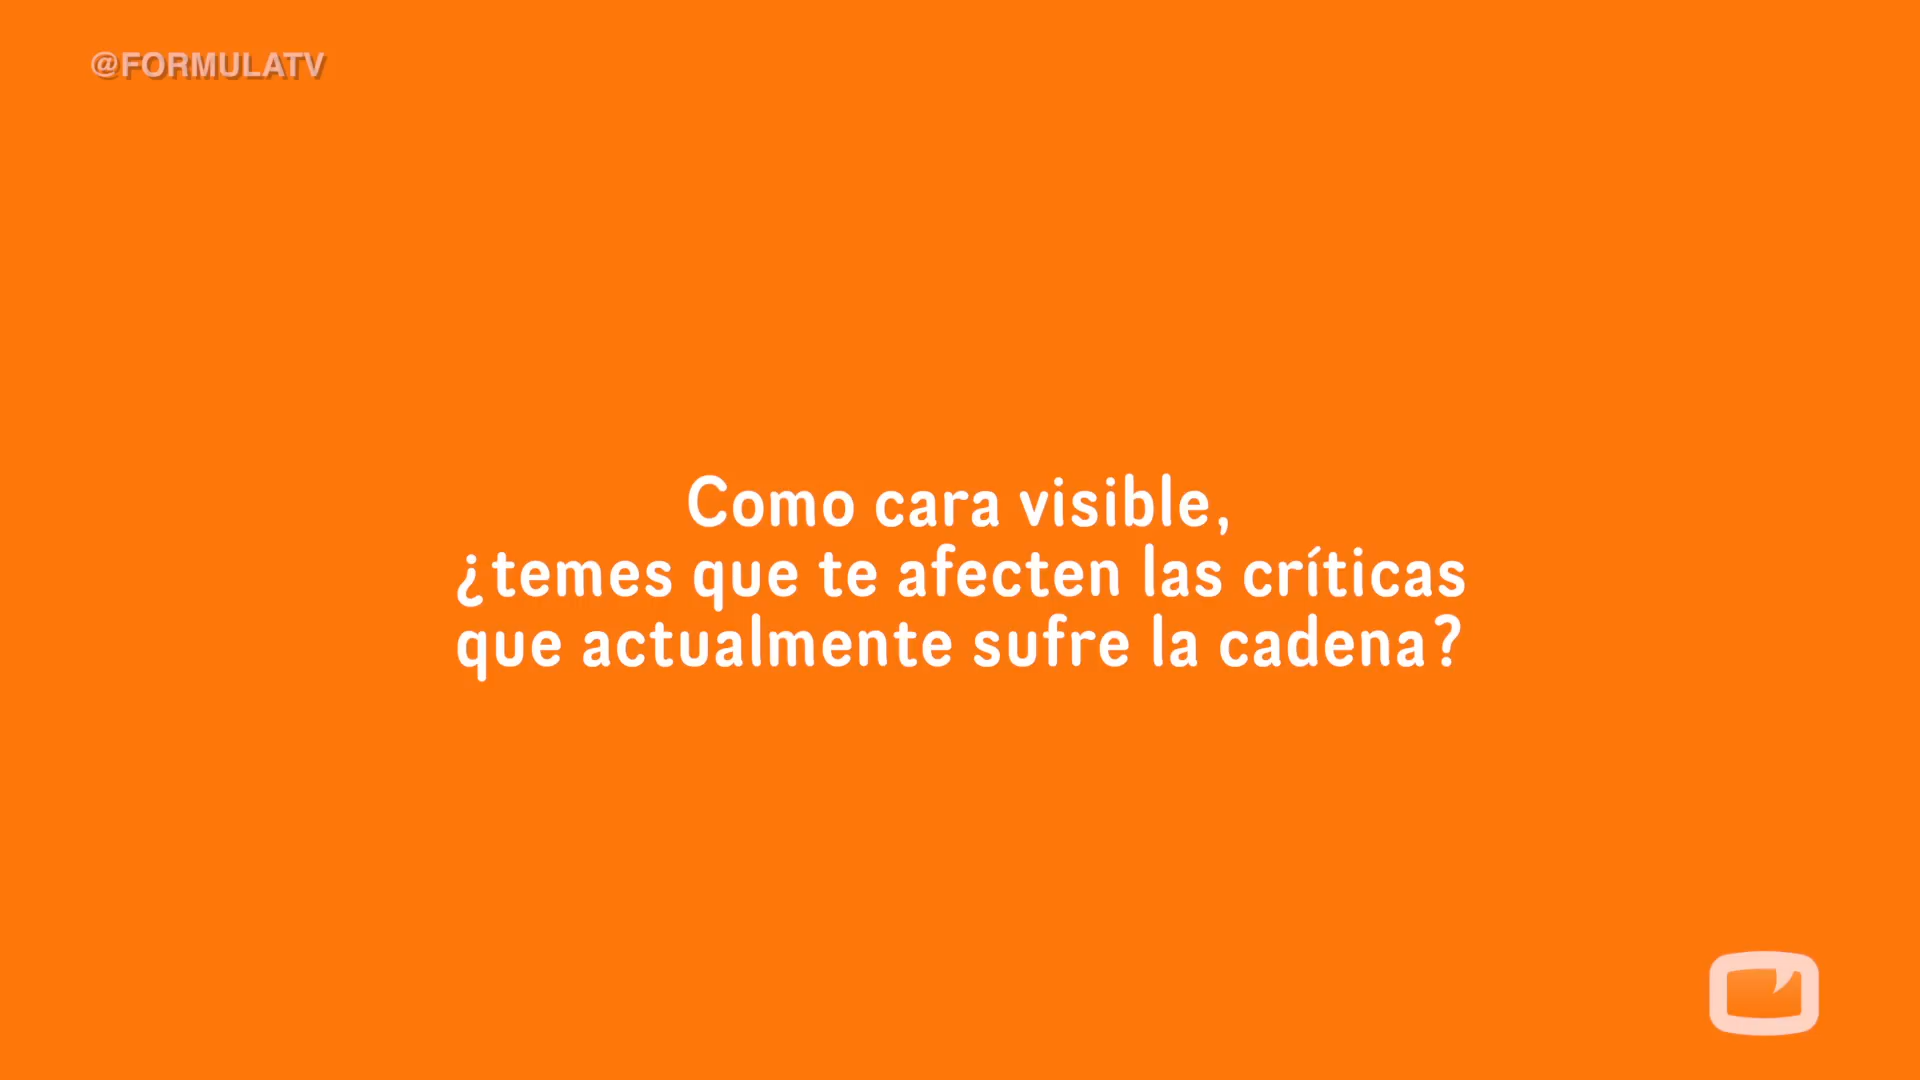 @FORMULATV
Como cara visible,
¿temes que te afecten las críticas
que actualmente sufre la cadena?